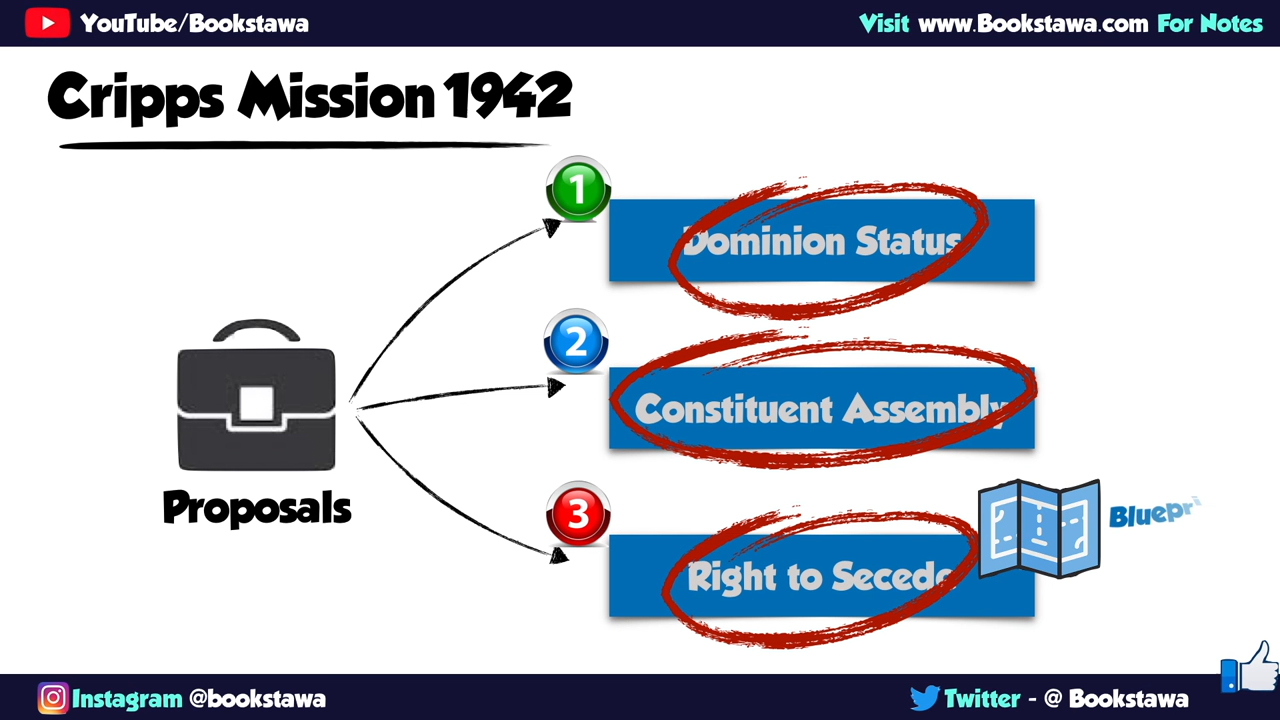 YouTube/Bookstawa
Visit www.Bookstawa.com For Notes
Cripps Mission 1942
1
Dominion Status
2
Constituent Assembly
Proposals
3
Right to Secede
Bluepr
Instagram @bookstawa
Twitter - @ Bookstawa